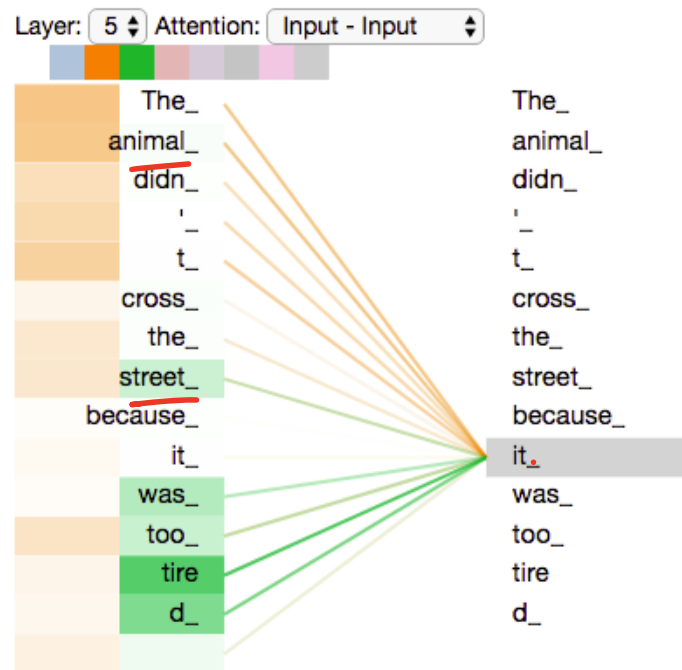 Layer: 5 Attention: Input - Input
The_ The_
animal_ animal_
didn_ didn_
'_ '_
t_ t_
cross_ cross_
the_ the_
street_ street_
because_ because_
it_ it_
was_ was_
too_ too_
tire tire
d_ d_